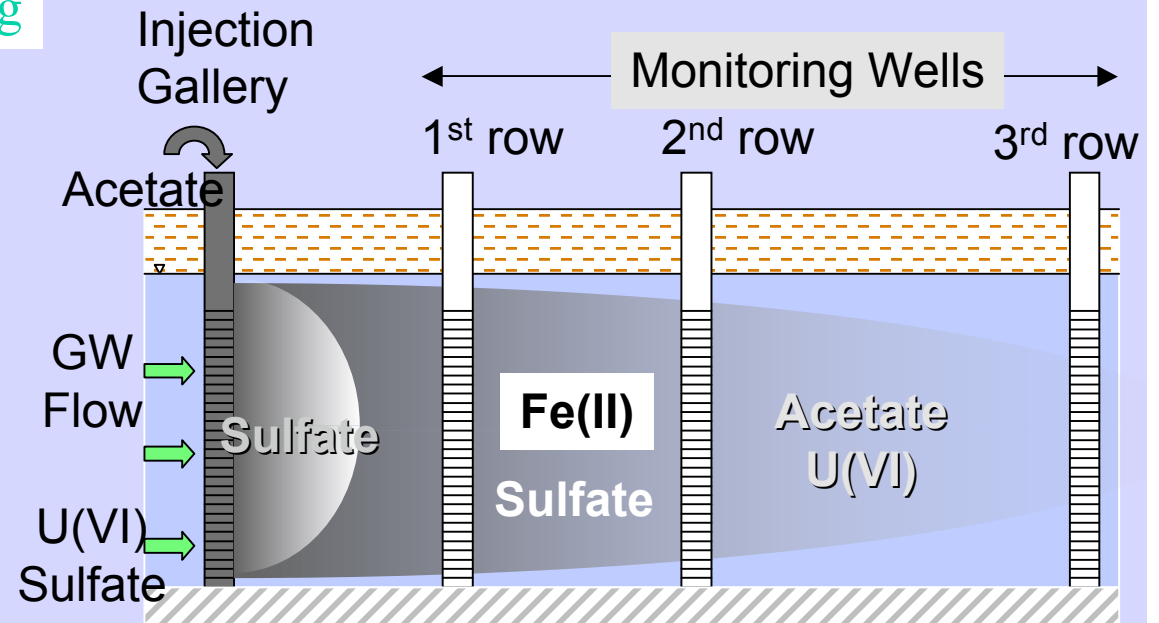 g
Injection
Gallery
Monitoring Wells
1st row
2nd row
3rd row
Acetate
GW
Flow
Sulfate
Fe(II)
Sulfate
Acetate
U(VI)
U(VI)
Sulfate